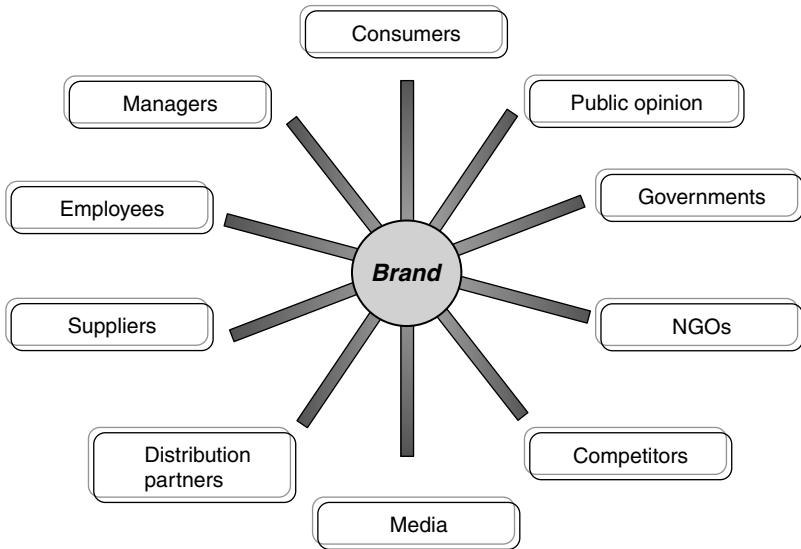 Consumers
Managers
Public opinion
Employees
Governments
Brand
Suppliers
NGOs
Distribution
partners
Competitors
Media